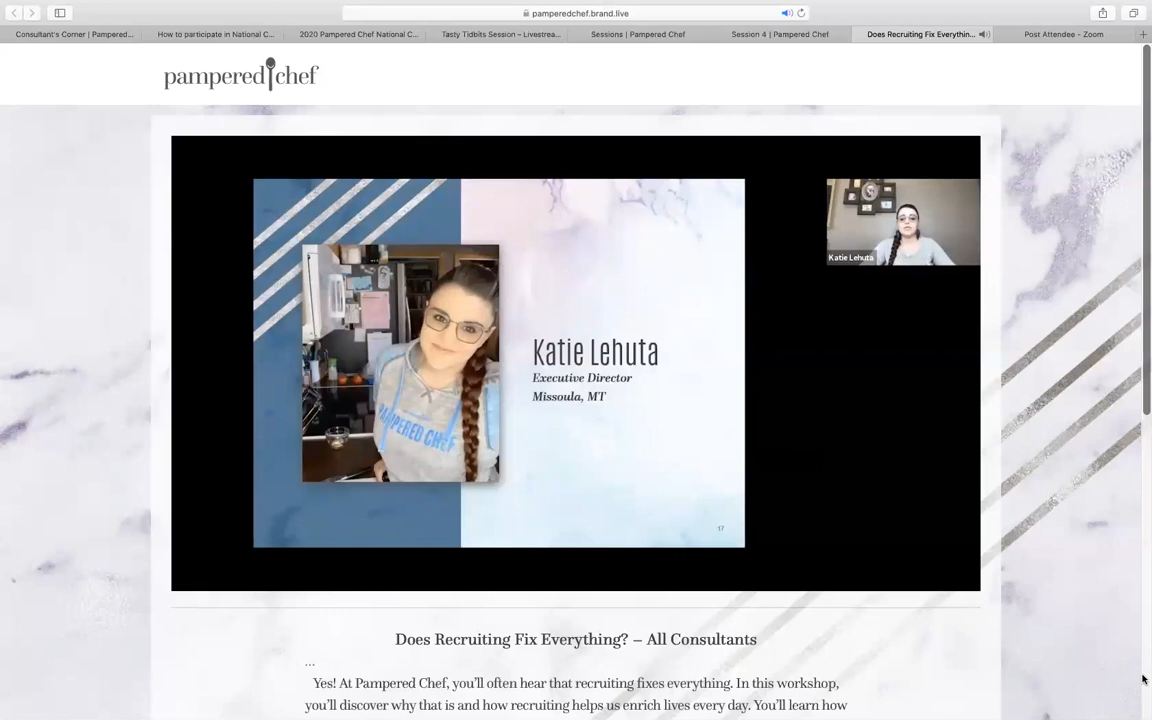 pamperedchef.brand.live
Consultant's Corner | Pampered...
How to participate in National C...
2020 Pampered Chef National C...
Tasty Tidbits Session – Livestrea...
Sessions | Pampered Chef
Session 4 | Pampered Chef
Does Recruiting Fix Everythin...
Post Attendee - Zoom
pampered chef
PAMPERED CHEF
Katie Lehuta
Executive Director
Missoula, MT
17
Katie Lehuta
Does Recruiting Fix Everything? – All Consultants
...
Yes! At Pampered Chef, you'll often hear that recruiting fixes everything. In this workshop,
you'll discover why that is and how recruiting helps us enrich lives every day. You'll learn how